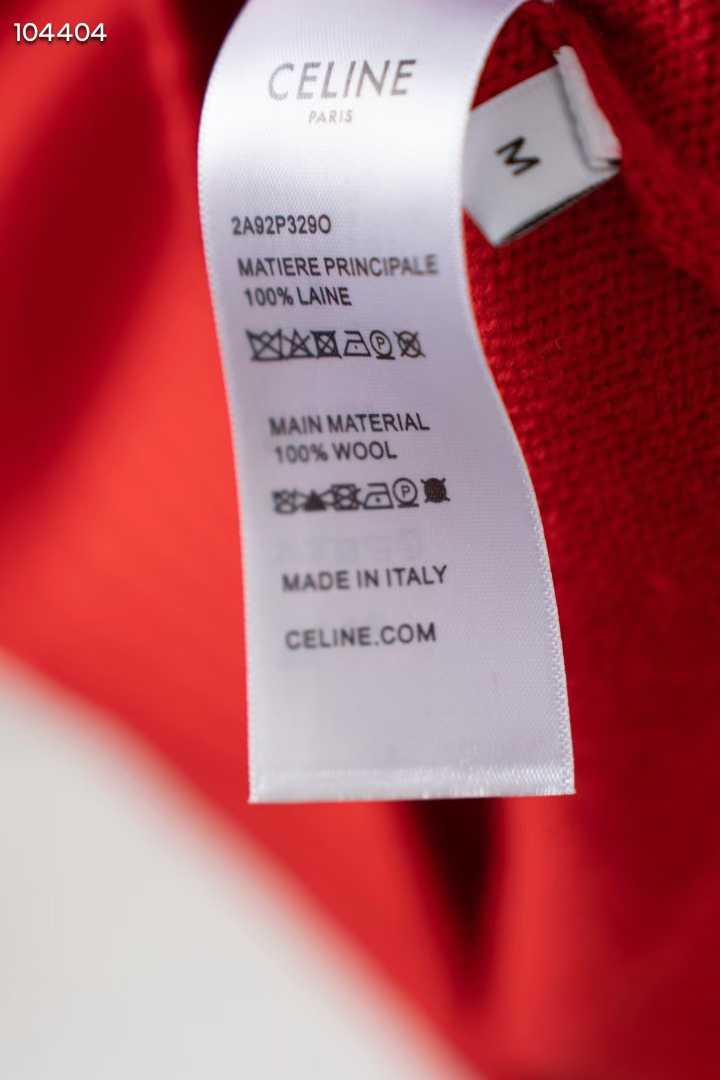 104404
CELINE
PARIS
M
2A92P329O
MATIERE PRINCIPALE
100% LAINE
P
MAIN MATERIAL
100% WOOL
P
MADE IN ITALY
CELINE.COM